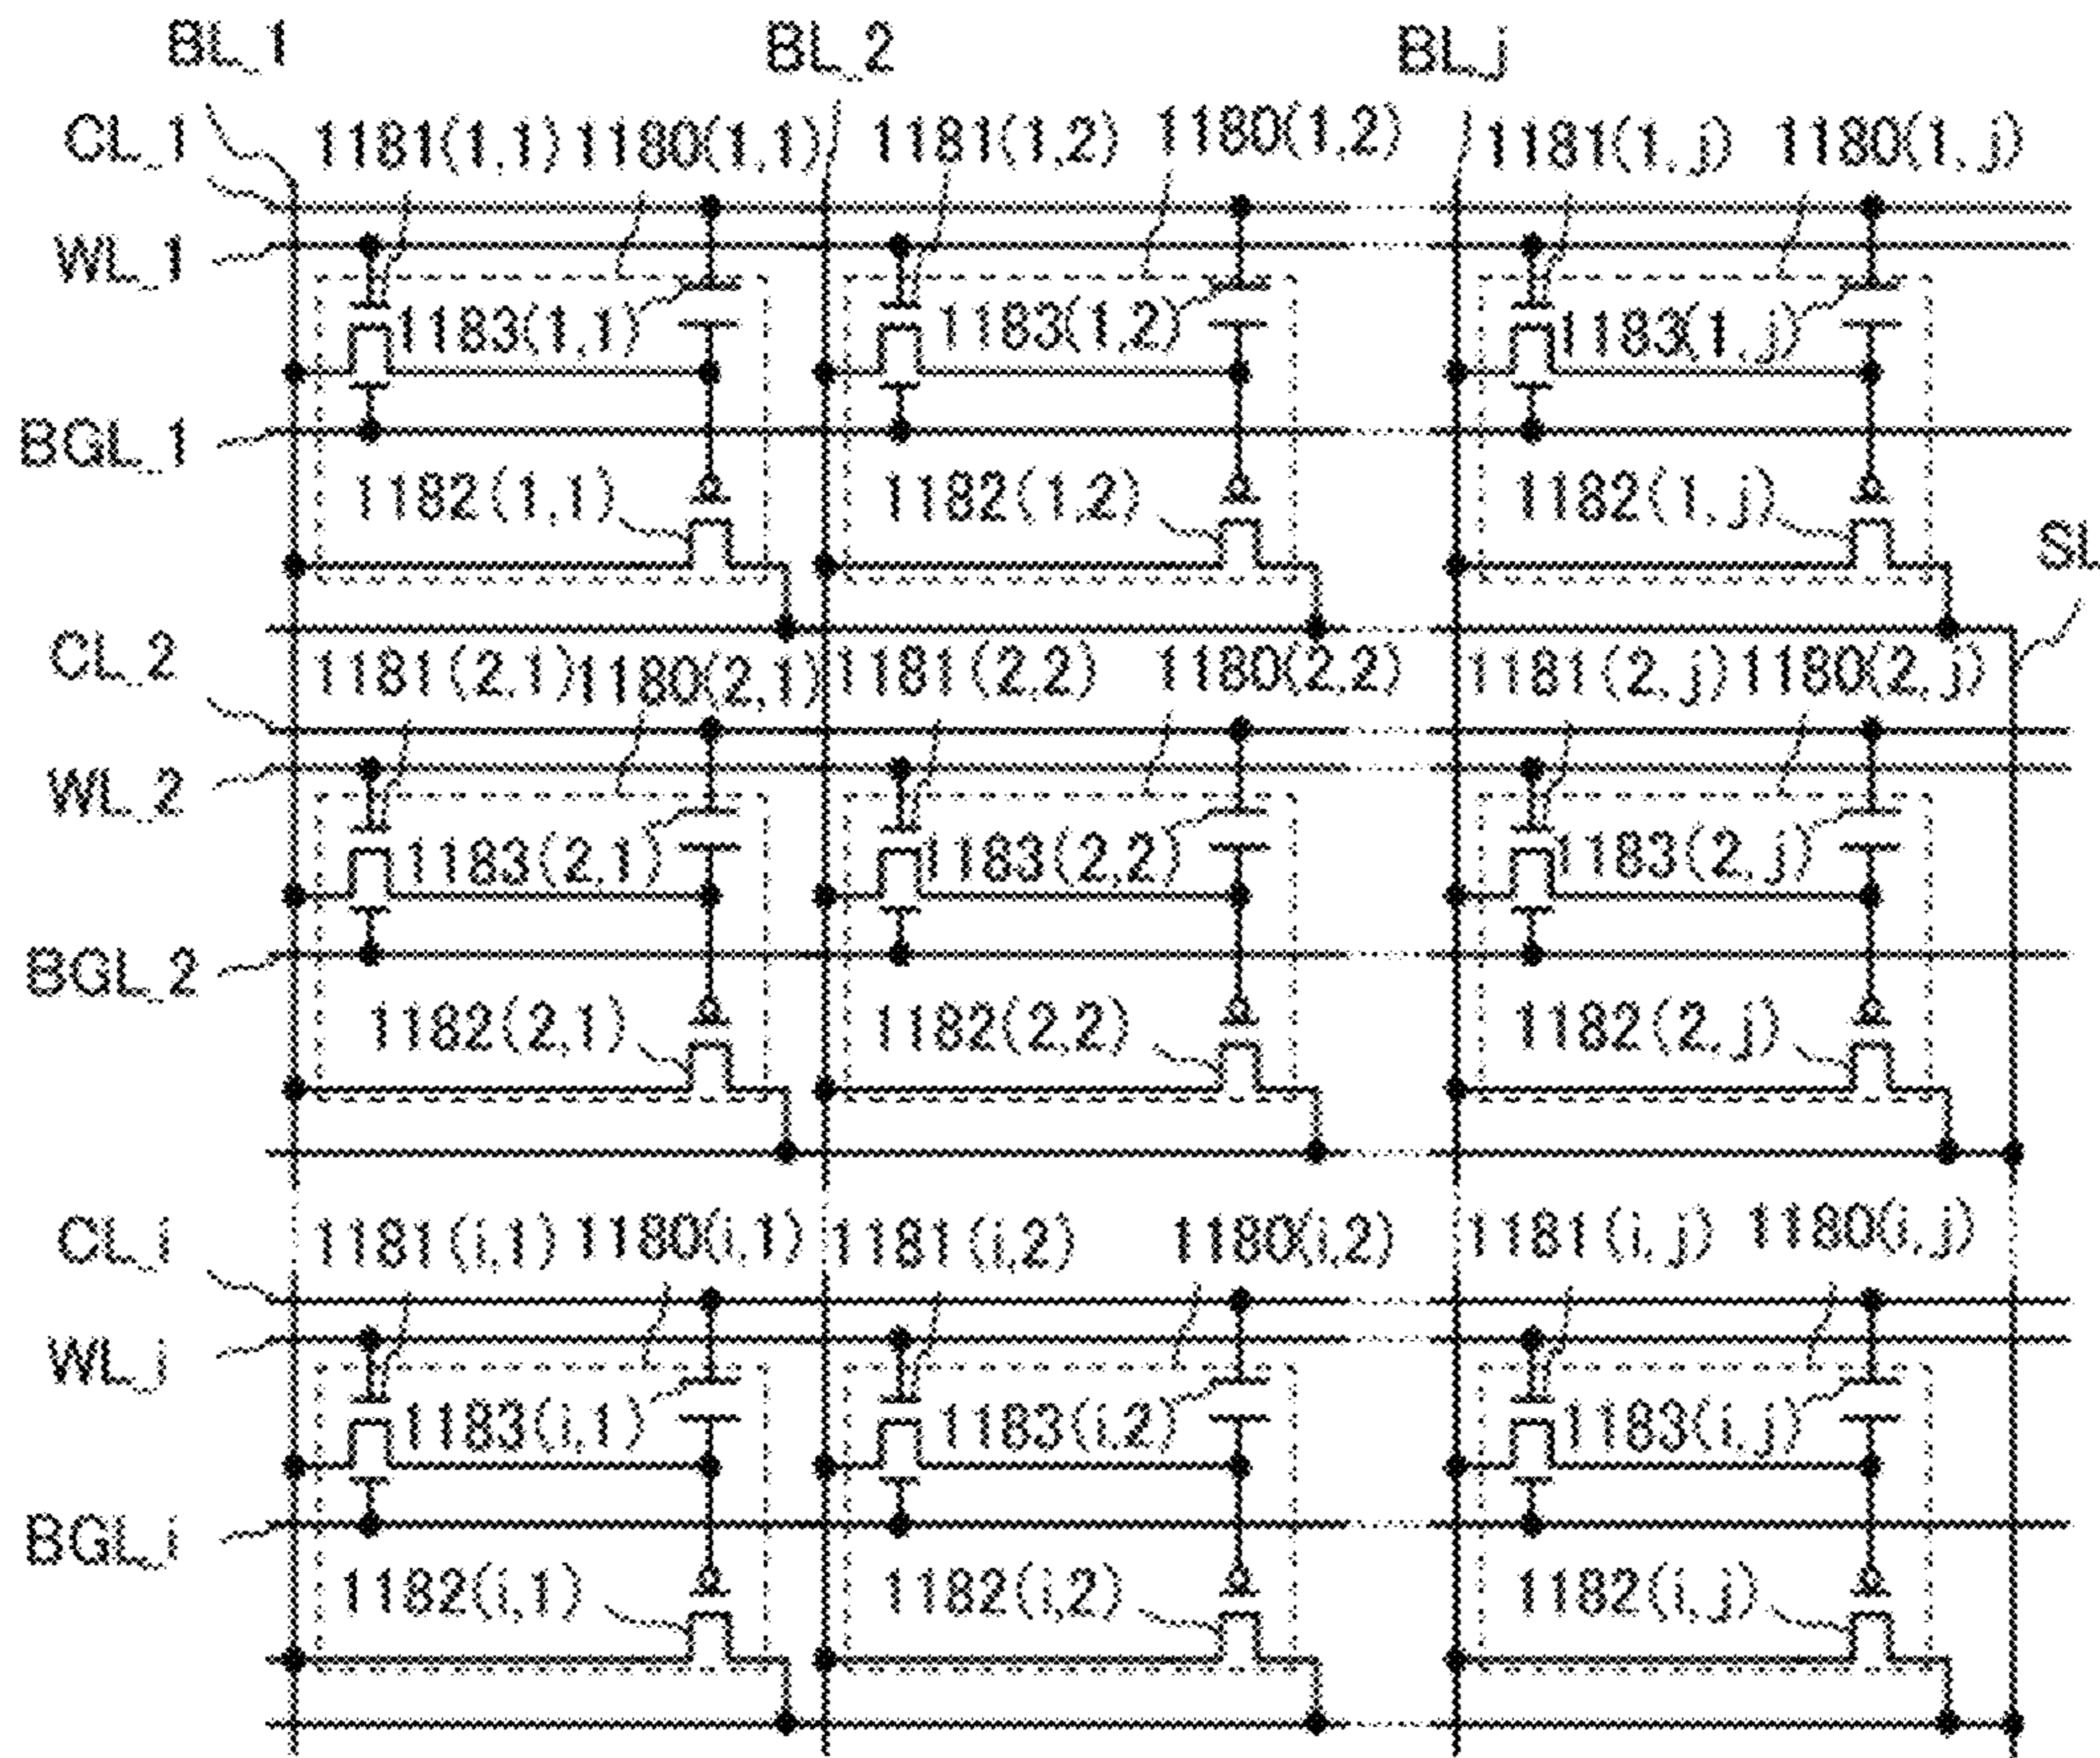 BL_1 BL_2 BL_j
CL_1 1181(1,1) 1180(1,1) 1181(1,2) 1180(1,2) 1181(1,j) 1180(1,j)
WL_1
1183(1,1) 1183(1,2) 1183(1,j)
BGL_1
1182(1,1) 1182(1,2) 1182(1,j)
SL
CL_2 1181(2,1) 1180(2,1) 1181(2,2) 1180(2,2) 1181(2,j) 1180(2,j)
WL_2
1183(2,1) 1183(2,2) 1183(2,j)
BGL_2
1182(2,1) 1182(2,2) 1182(2,j)
CL_i 1181(i,1) 1180(i,1) 1181(i,2) 1180(i,2) 1181(i,j) 1180(i,j)
WL_j
1183(i,1) 1183(i,2) 1183(i,j)
BGL_i
1182(i,1) 1182(i,2) 1182(i,j)